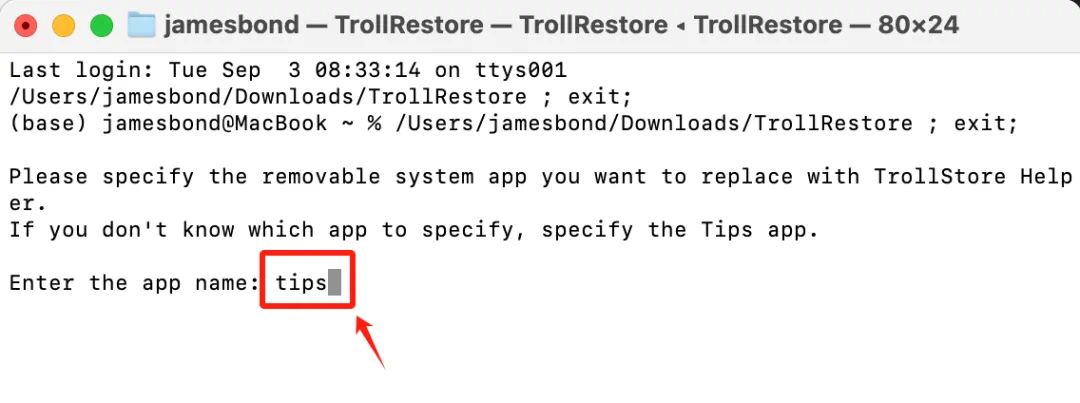 jamesbond — TrollRestore — TrollRestore ◂ TrollRestore — 80×24
Last login: Tue Sep  3 08:33:14 on ttys001
/Users/jamesbond/Downloads/TrollRestore ; exit;
(base) jamesbond@MacBook ~ % /Users/jamesbond/Downloads/TrollRestore ; exit;
Please specify the removable system app you want to replace with TrollStore Help
er.
If you don't know which app to specify, specify the Tips app.
Enter the app name: tips